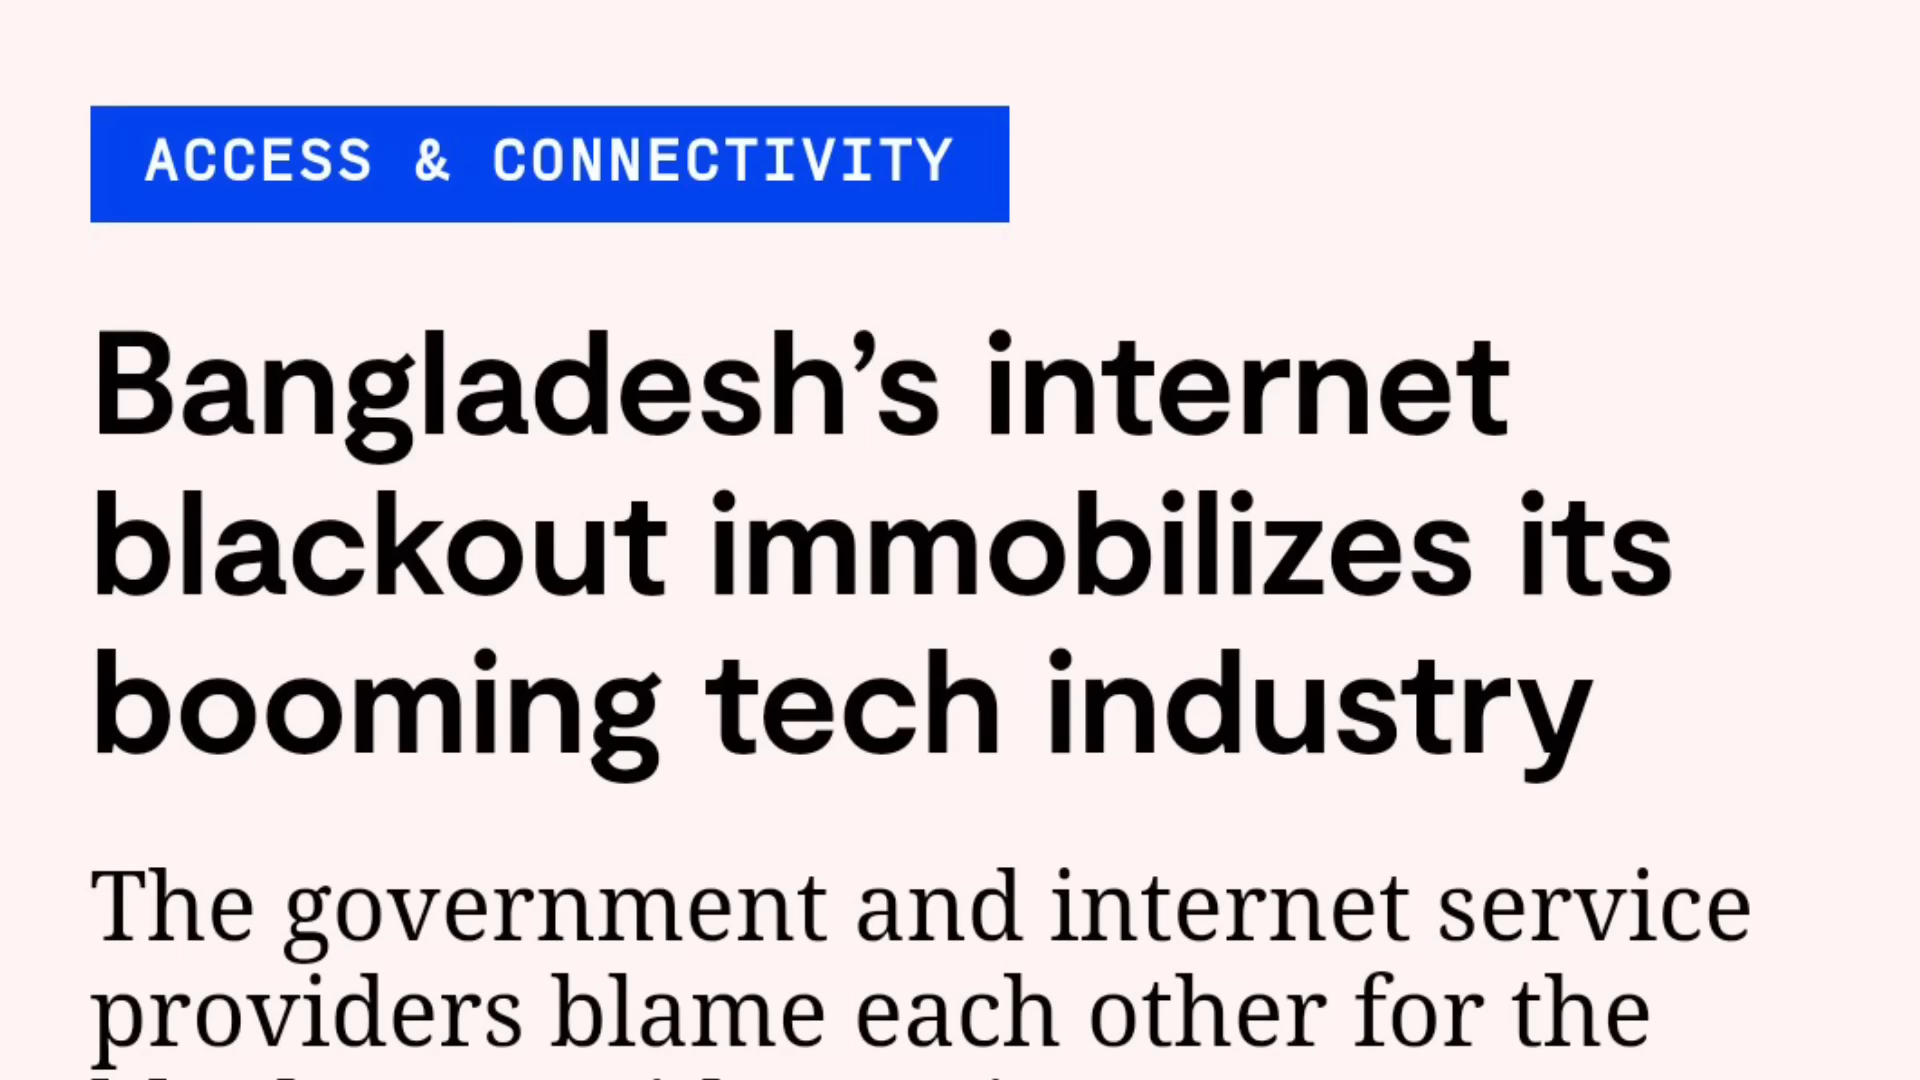 ACCESS & CONNECTIVITY
Bangladesh’s internet
blackout immobilizes its
booming tech industry
The government and internet service
providers blame each other for the